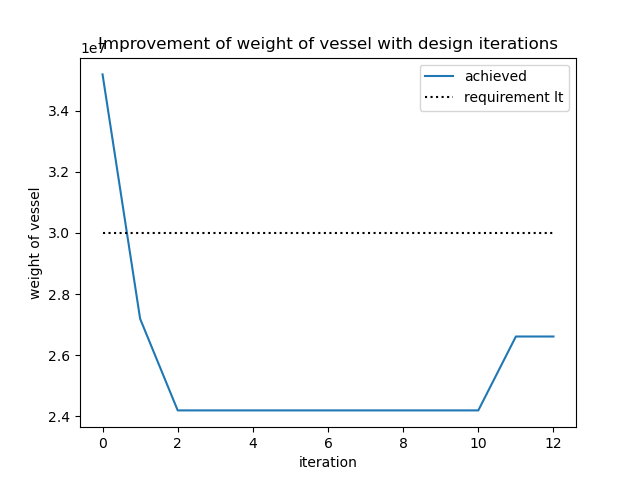 Improvement of weight of vessel with design iterations
1e7
achieved
requirement lt
3.4
3.2
3.0
2.8
2.6
2.4
weight of vessel
0 2 4 6 8 10 12
iteration